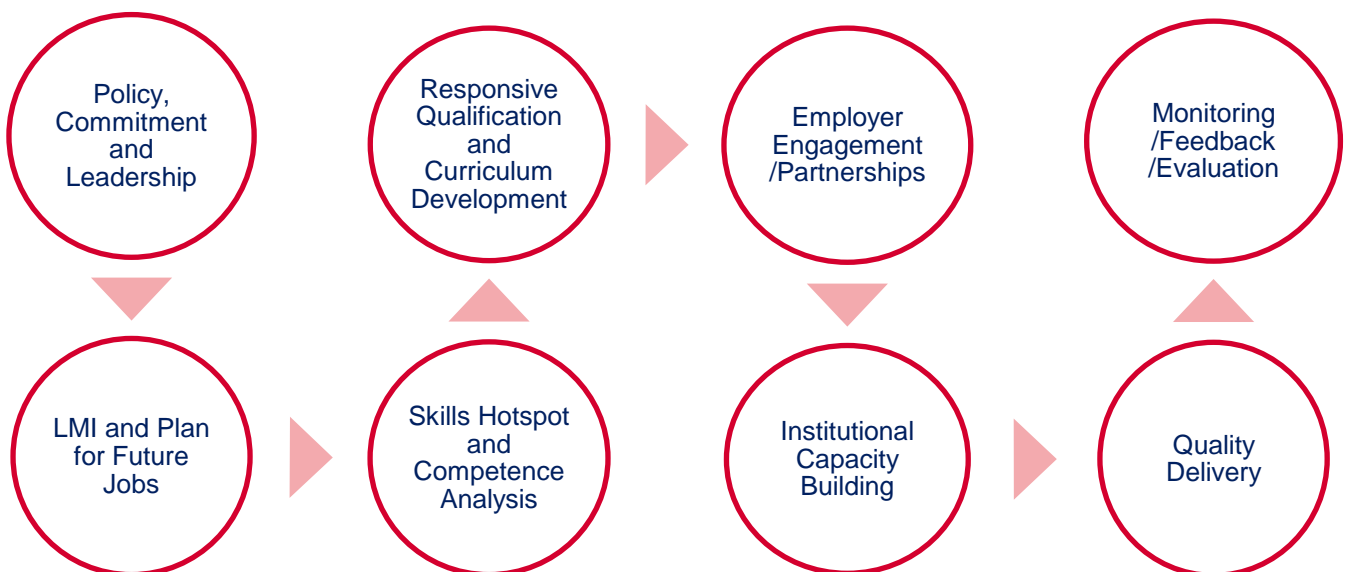 Policy,
Commitment
and
Leadership
LMI and Plan
for Future
Jobs
Skills Hotspot
and
Competence
Analysis
Responsive
Qualification
and
Curriculum
Development
Employer
Engagement
/Partnerships
Institutional
Capacity
Building
Quality
Delivery
Monitoring
/Feedback
/Evaluation